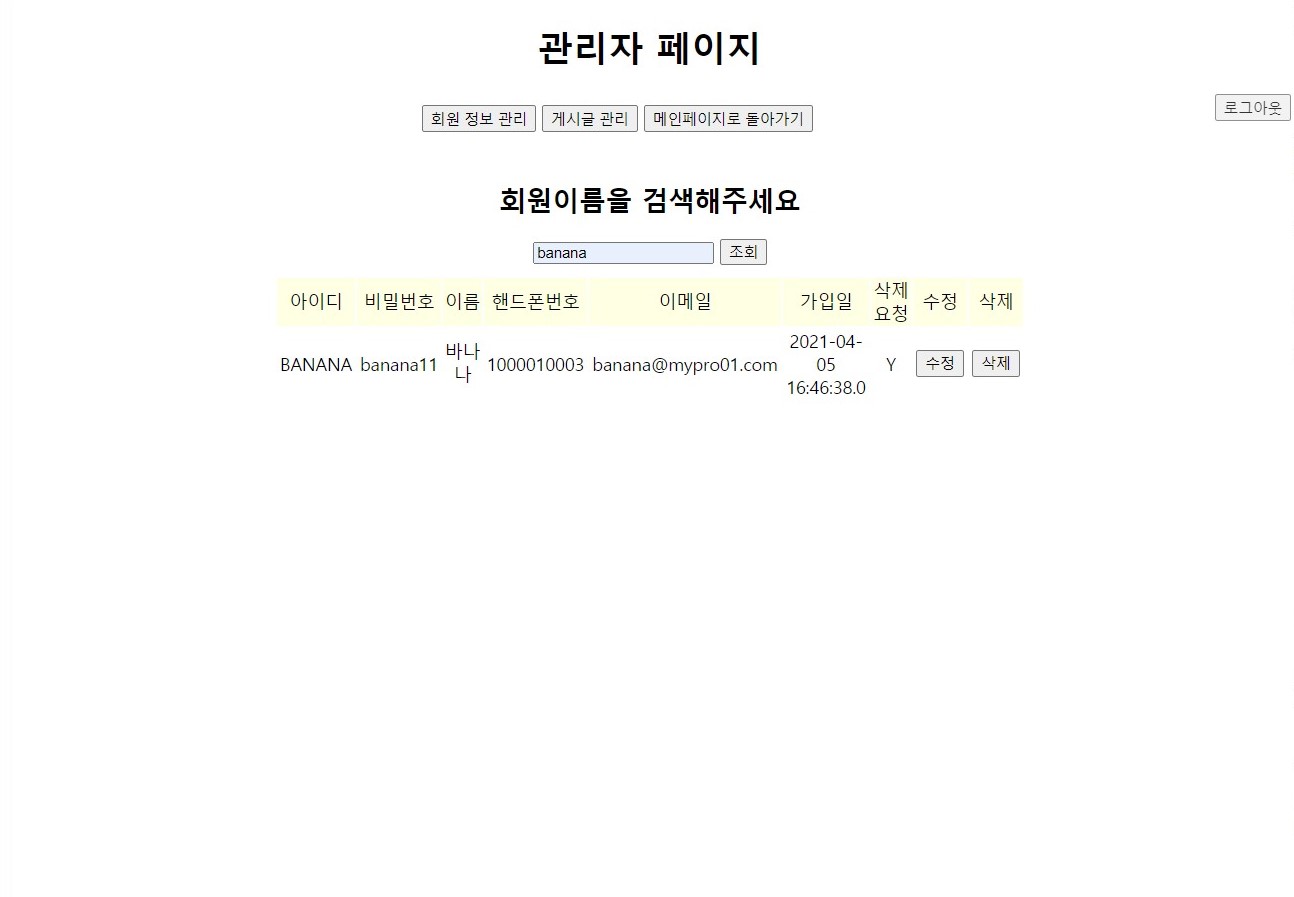 관리자 페이지
회원 정보 관리 게시글 관리 메인페이지로 돌아가기 로그아웃
회원이름을 검색해주세요
banana 조회
아이디 비밀번호 이름 핸드폰번호 이메일 가입일 삭제 요청 수정 삭제
BANANA banana11 바나나 1000010003 banana@mypro01.com 2021-04-05 16:46:38.0 Y 수정 삭제